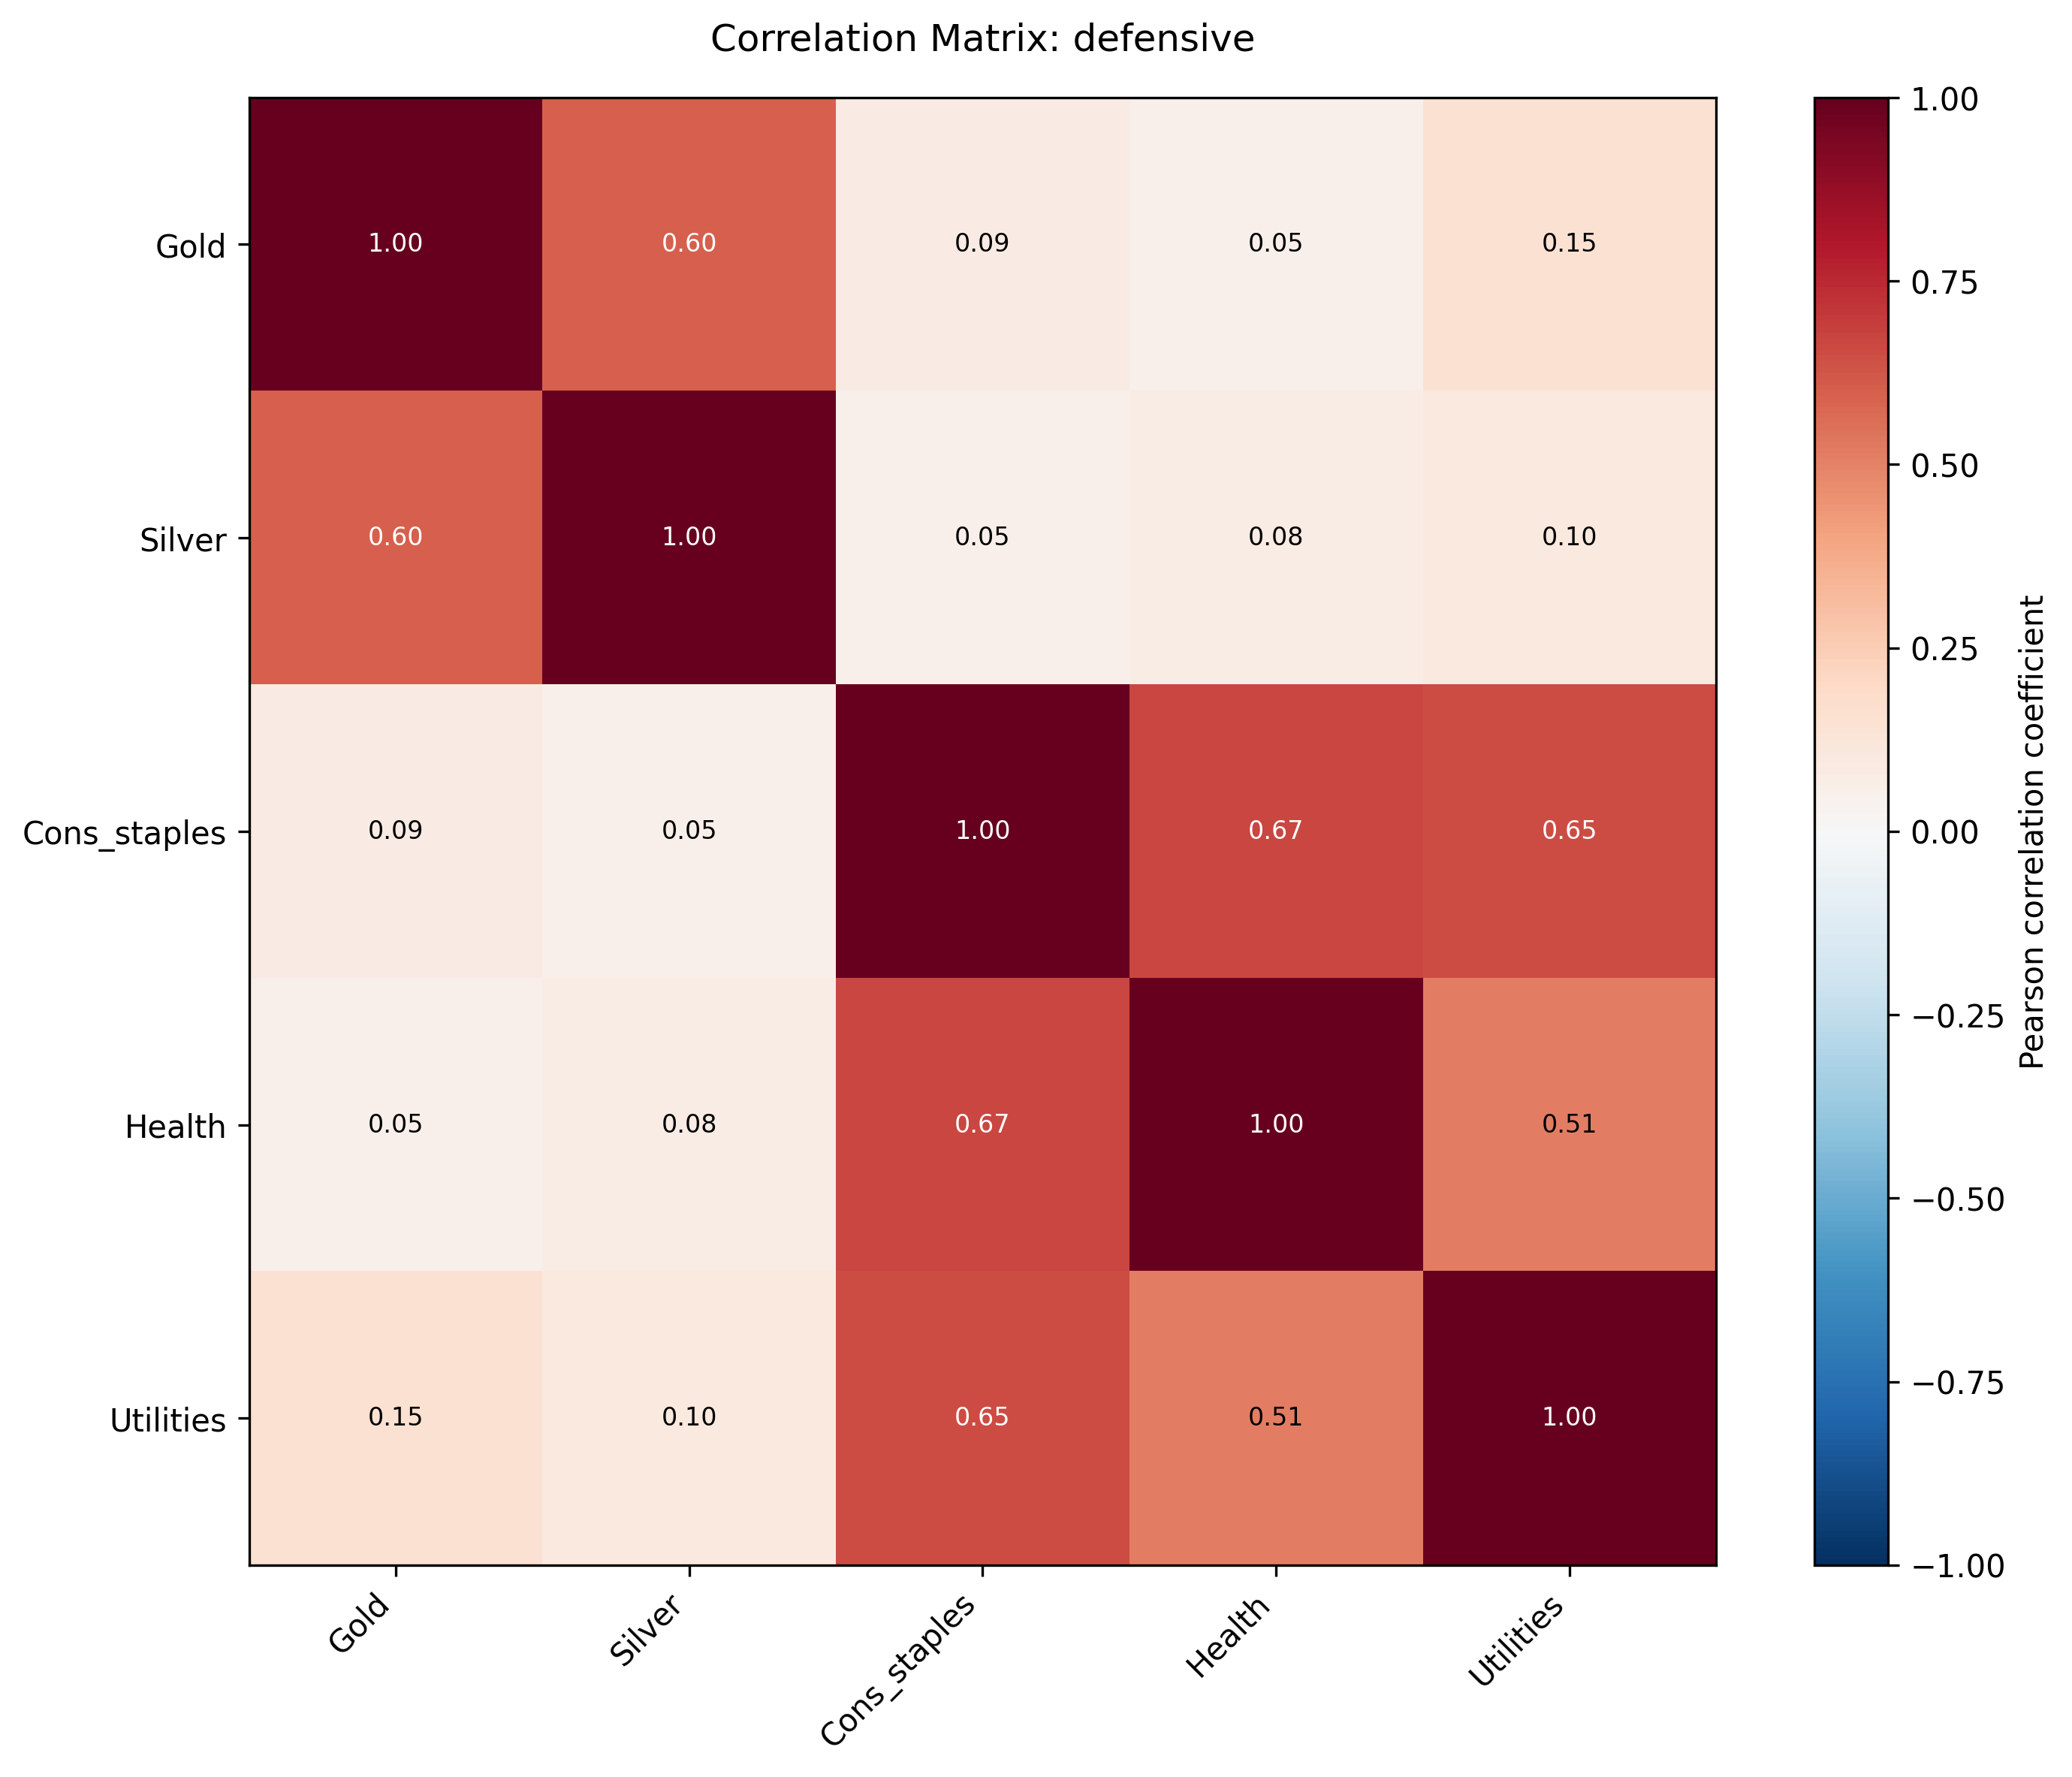 Correlation Matrix: defensive
Gold 1.00 0.60 0.09 0.05 0.15
Silver 0.60 1.00 0.05 0.08 0.10
Cons_staples 0.09 0.05 1.00 0.67 0.65
Health 0.05 0.08 0.67 1.00 0.51
Utilities 0.15 0.10 0.65 0.51 1.00
Gold Silver Cons_staples Health Utilities
1.00
0.75
0.50
0.25
0.00
−0.25
−0.50
−0.75
−1.00
Pearson correlation coefficient